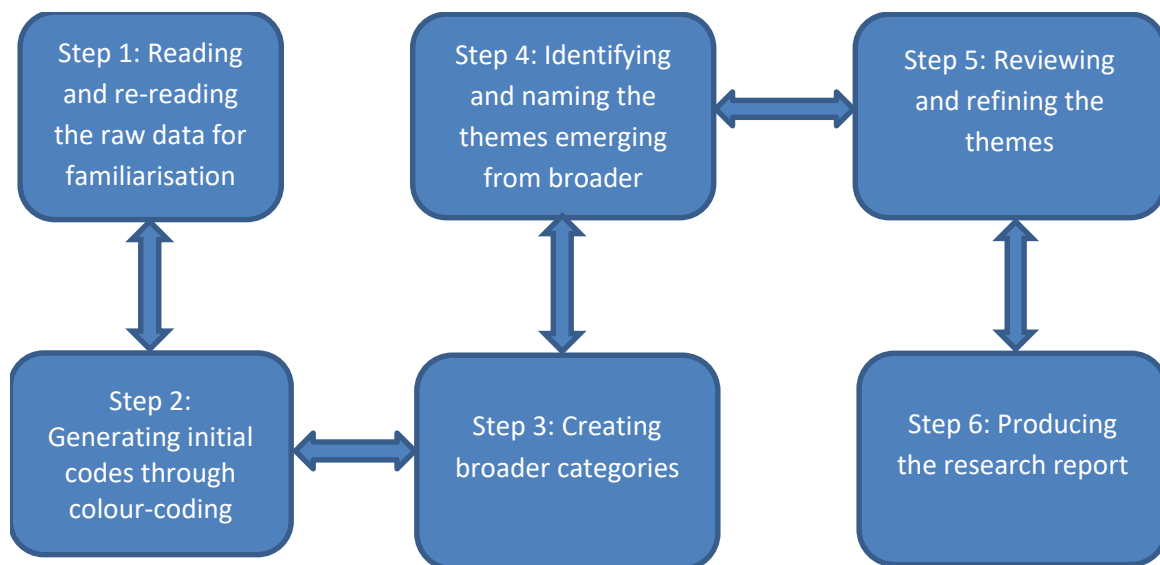 Step 1: Reading
and re-reading
the raw data for
familiarisation
Step 2:
Generating initial
codes through
colour-coding
Step 3: Creating
broader categories
Step 4: Identifying
and naming the
themes emerging
from broader
Step 5: Reviewing
and refining the
themes
Step 6: Producing
the research report